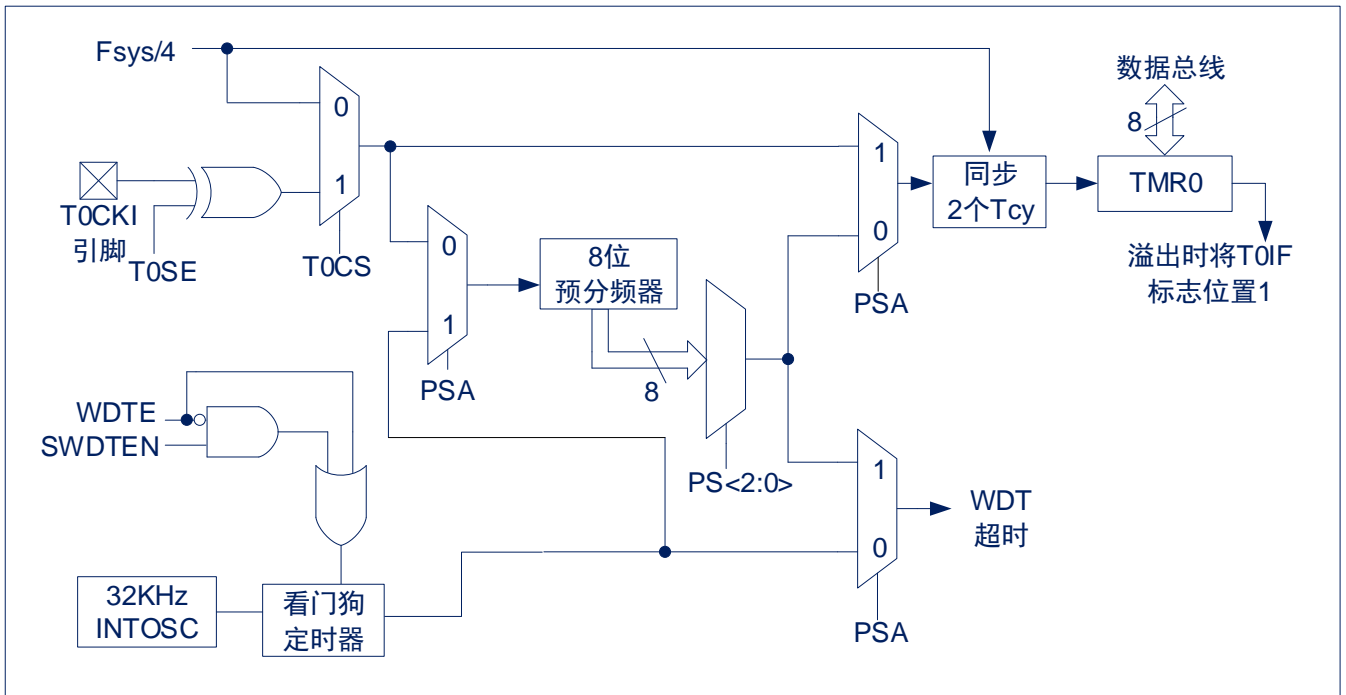 Fsys/4
数据总线
0
8
1
1
同步
2个Tcy
TMR0
T0CKI
引脚
T0SE
T0CS
0
8位
预分频器
0
溢出时将T0IF
标志位置1
1
PSA
PSA
8
WDTE
SWDTEN
PS<2:0>
1
WDT
超时
0
32KHz
INTOSC
看门狗
定时器
PSA